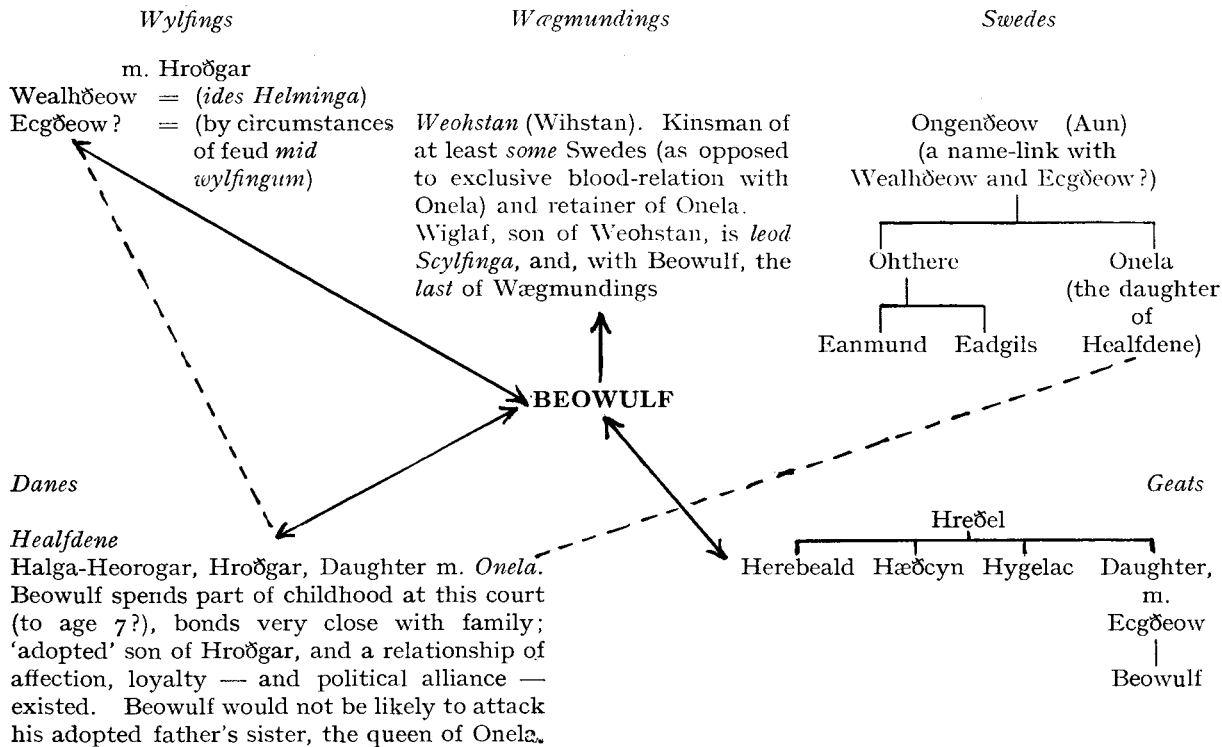 Wylfings
Wægmundings
Swedes
m. Hroðgar
Wealhðeow = (ides Helminga)
Ecgðeow? = (by circumstances
of feud mid
wylfingum)
Weohstan (Wihstan). Kinsman of
at least some Swedes (as opposed
to exclusive blood-relation with
Onela) and retainer of Onela.
Wiglaf, son of Weohstan, is leod
Scylfinga, and, with Beowulf, the
last of Wægmundings
Ongenðeow (Aun)
(a name-link with
Wealhðeow and Ecgðeow?)
Ohthere
Onela
(the daughter
of
Healfdene)
Eanmund Eadgils
BEOWULF
Danes
Healfdene
Halga-Heorogar, Hroðgar, Daughter m. Onela.
Beowulf spends part of childhood at this court
(to age 7?), bonds very close with family;
'adopted' son of Hroðgar, and a relationship of
affection, loyalty — and political alliance —
existed. Beowulf would not be likely to attack
his adopted father's sister, the queen of Onela.
Geats
Hreðel
Herebeald Hæðcyn Hygelac Daughter,
m.
Ecgðeow
Beowulf